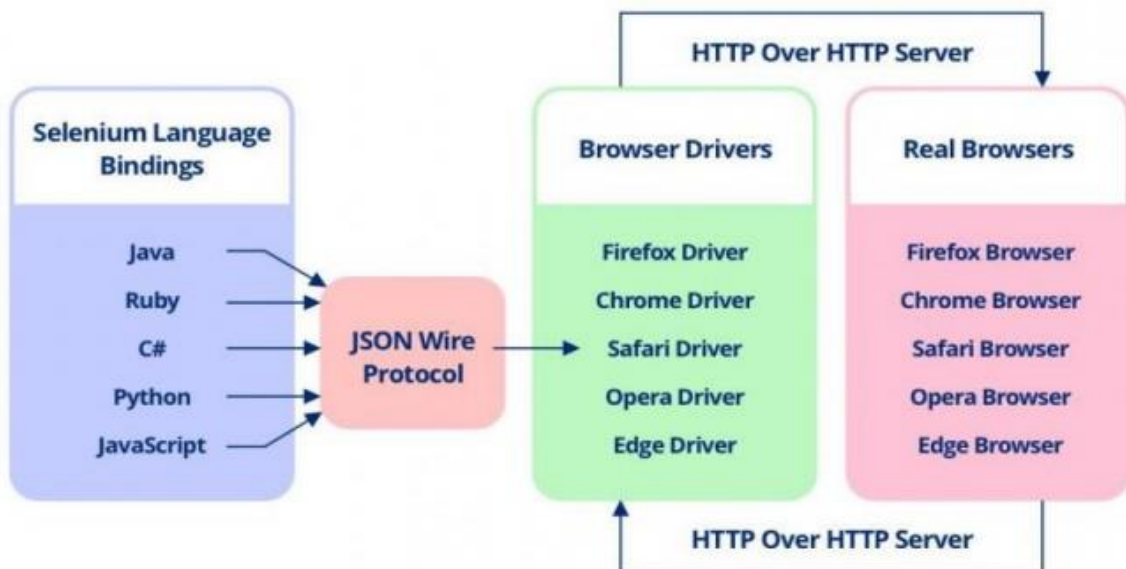 HTTP Over HTTP Server
Selenium Language
Bindings
Java
Ruby
C#
Python
JavaScript
JSON Wire
Protocol
Browser Drivers
Firefox Driver
Chrome Driver
Safari Driver
Opera Driver
Edge Driver
Real Browsers
Firefox Browser
Chrome Browser
Safari Browser
Opera Browser
Edge Browser
HTTP Over HTTP Server